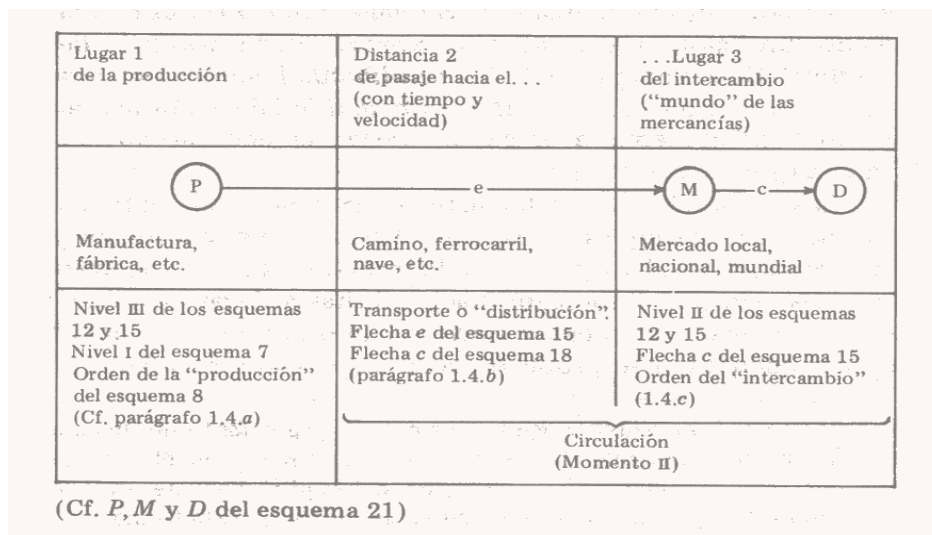 Lugar 1
de la producción
Distancia 2
de pasaje hacia el. . .
(con tiempo y
velocidad)
. . .Lugar 3
del intercambio
(“mundo” de las
mercancías)
P
e
M
c
D
Manufactura,
fábrica, etc.
Camino, ferrocarril,
nave, etc.
Mercado local,
nacional, mundial
Nivel III de los esquemas
12 y 15
Nivel I del esquema 7
Orden de la “producción”
del esquema 8
(Cf. parágrafo 1.4.a)
Transporte o “distribución”.
Flecha e del esquema 15
Flecha c del esquema 18
(parágrafo 1.4.b)
Nivel II de los esquemas
12 y 15
Flecha c del esquema 15
Orden del “intercambio”
(1.4.c)
Circulación
(Momento II)
(Cf. P, M y D del esquema 21)